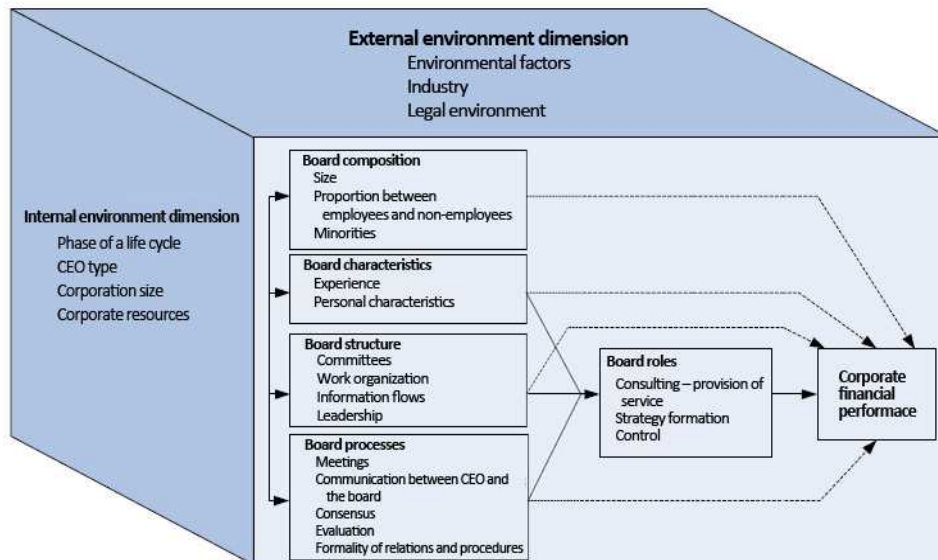 External environment dimension
Environmental factors
Industry
Legal environment
Internal environment dimension
Phase of a life cycle
CEO type
Corporation size
Corporate resources
Board composition
Size
Proportion between
employees and non-employees
Minorities
Board characteristics
Experience
Personal characteristics
Board structure
Committees
Work organization
Information flows
Leadership
Board processes
Meetings
Communication between CEO and
the board
Consensus
Evaluation
Formality of relations and procedures
Board roles
Consulting – provision of
service
Strategy formation
Control
Corporate
financial
performace